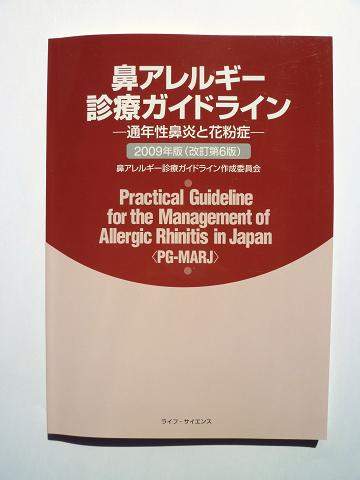 鼻アレルギー
診療ガイドライン
―通年性鼻炎と花粉症―
2009年版(改訂第6版)
鼻アレルギー診療ガイドライン作成委員会
Practical Guideline
for the Management of
Allergic Rhinitis in Japan
〈PG-MARJ〉
ライフ・サイエンス